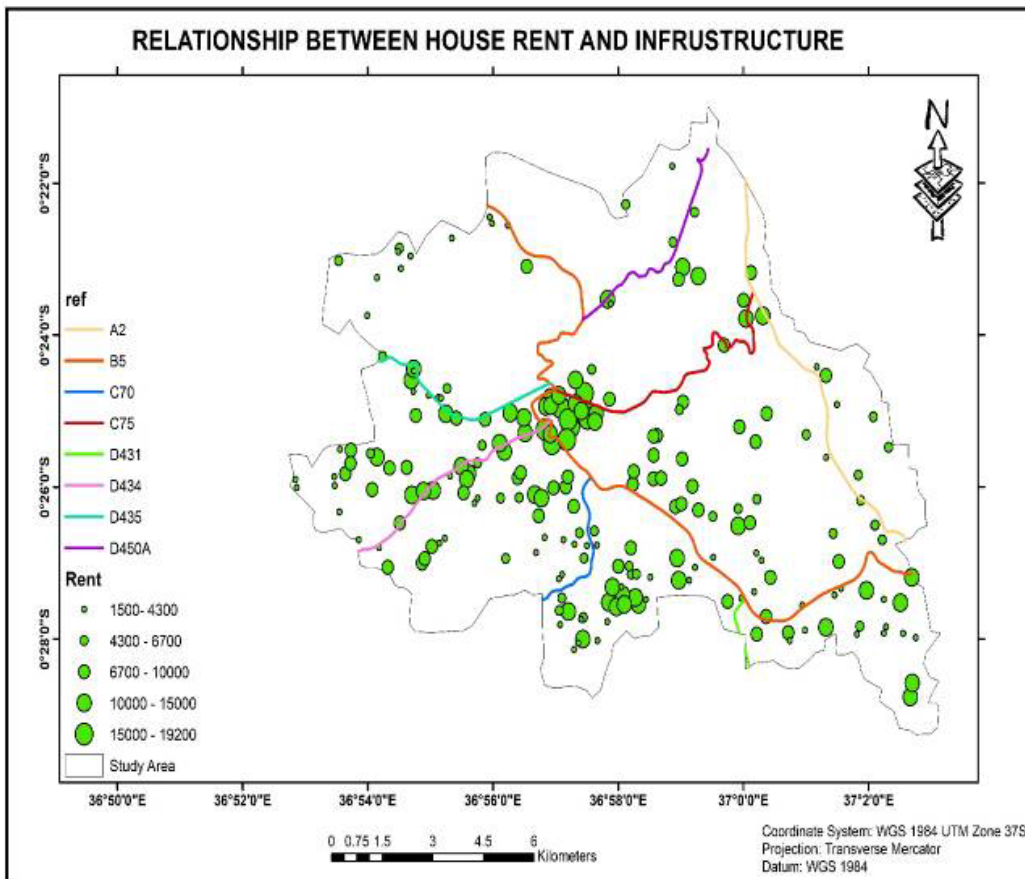 RELATIONSHIP BETWEEN HOUSE RENT AND INFRUSTRUCTURE
N
0°22'0"S
0°24'0"S
0°26'0"S
0°28'0"S
ref
A2
B5
C70
C75
D431
D434
D435
D450A
Rent
1500- 4300
4300 - 6700
6700 - 10000
10000 - 15000
15000 - 19200
Study Area
36°50'0"E 36°52'0"E 36°54'0"E 36°56'0"E 36°58'0"E 37°0'0"E 37°2'0"E
0 0.75 1.5 3 4.5 6
Kilometers
Coordinate System: WGS 1984 UTM Zone 37S
Projection: Transverse Mercator
Datum: WGS 1984